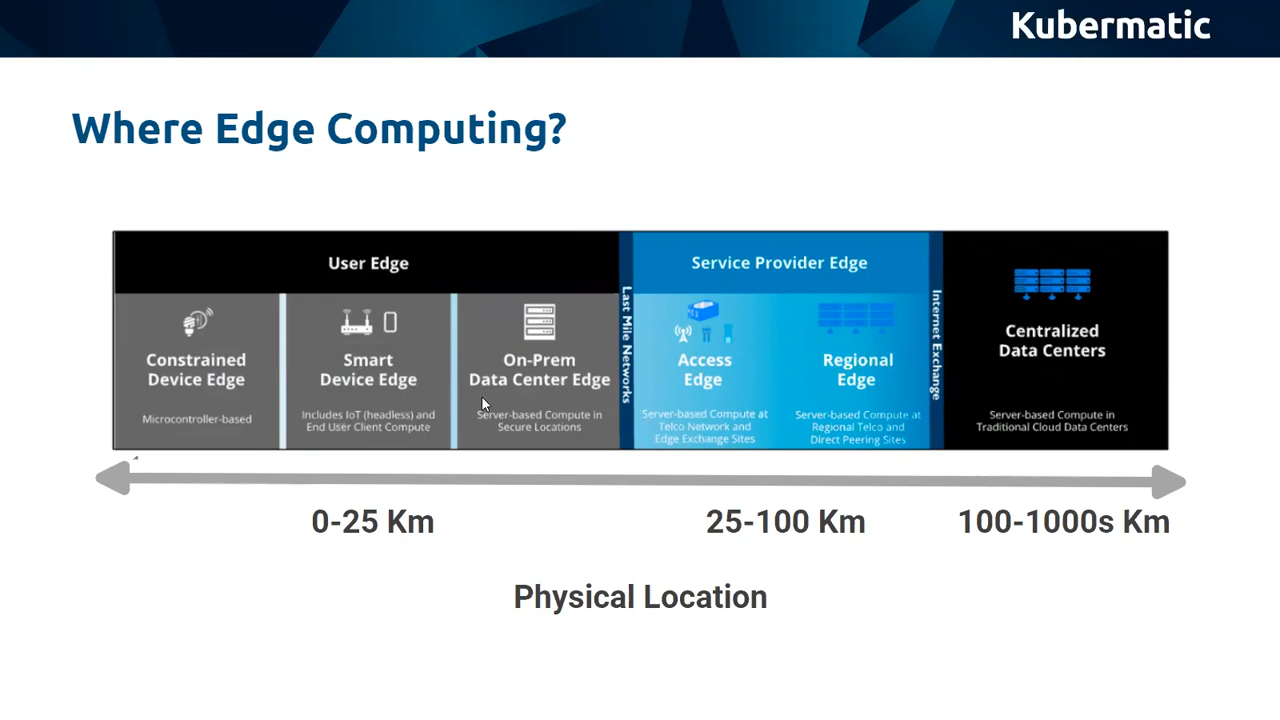 Kubermatic
Where Edge Computing?
User Edge
Constrained
Device Edge
Microcontroller-based
Smart
Device Edge
Includes IoT (headless) and
End User Client Compute
On-Prem
Data Center Edge
Server-based Compute in
Secure Locations
Last Mile Networks
Service Provider Edge
Access
Edge
Server-based Compute at
Telco Network and
Edge Exchange Sites
Regional
Edge
Server-based Compute at
Regional Telco and
Direct Peering Sites
Internet Exchange
Centralized
Data Centers
Server-based Compute in
Traditional Cloud Data Centers
0-25 Km
25-100 Km
100-1000s Km
Physical Location